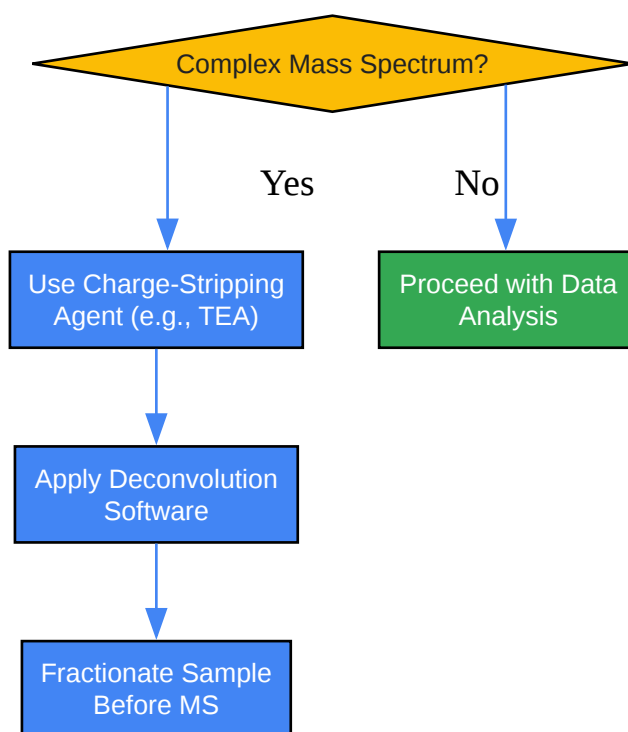 Complex Mass Spectrum?
Yes
No
Use Charge-Stripping
Agent (e.g., TEA)
Proceed with Data
Analysis
Apply Deconvolution
Software
Fractionate Sample
Before MS